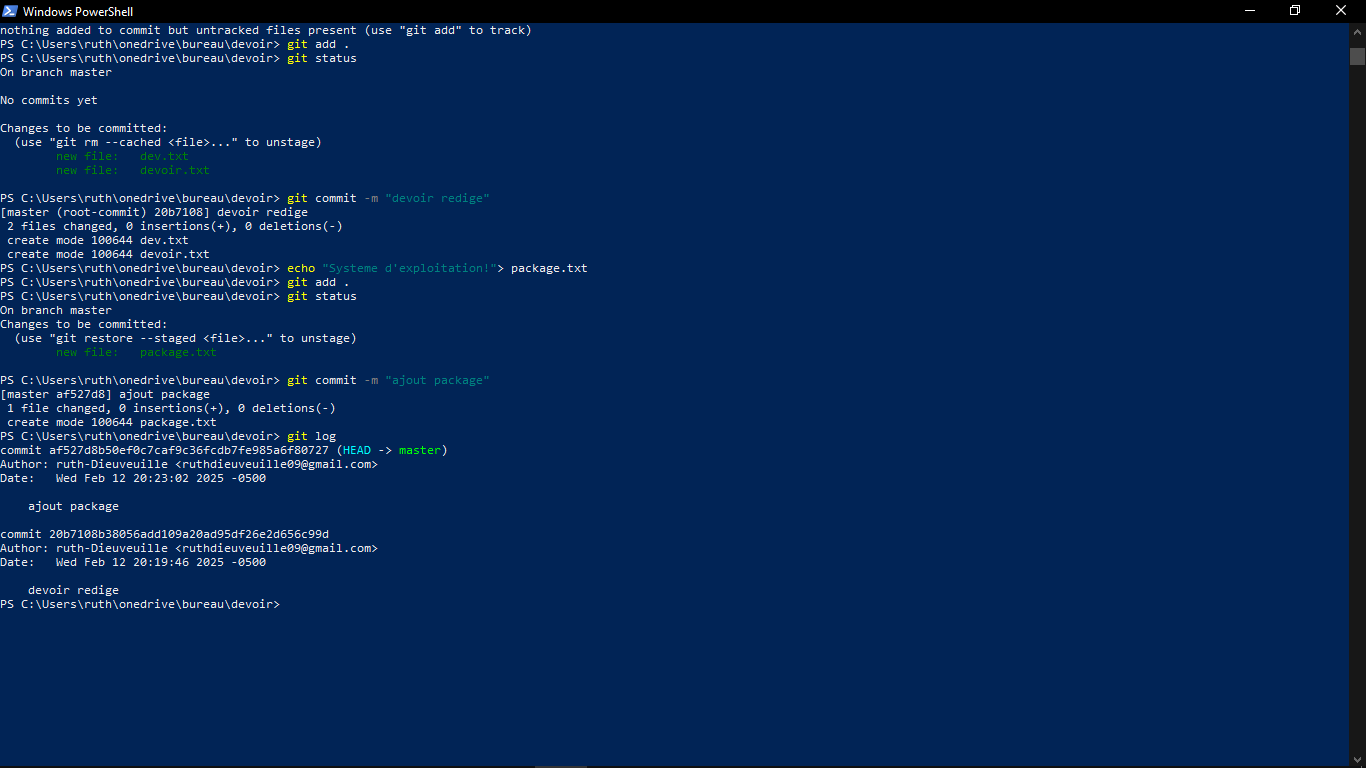 Windows PowerShell
nothing added to commit but untracked files present (use "git add" to track)
PS C:\Users\ruth\onedrive\bureau\devoir> git add .
PS C:\Users\ruth\onedrive\bureau\devoir> git status
On branch master
No commits yet
Changes to be committed:
  (use "git rm --cached <file>..." to unstage)
        new file:   dev.txt
        new file:   devoir.txt
PS C:\Users\ruth\onedrive\bureau\devoir> git commit -m "devoir redige"
[master (root-commit) 20b7108] devoir redige
 2 files changed, 0 insertions(+), 0 deletions(-)
 create mode 100644 dev.txt
 create mode 100644 devoir.txt
PS C:\Users\ruth\onedrive\bureau\devoir> echo "Systeme d'exploitation!"> package.txt
PS C:\Users\ruth\onedrive\bureau\devoir> git add .
PS C:\Users\ruth\onedrive\bureau\devoir> git status
On branch master
Changes to be committed:
  (use "git restore --staged <file>..." to unstage)
        new file:   package.txt
PS C:\Users\ruth\onedrive\bureau\devoir> git commit -m "ajout package"
[master af527d8] ajout package
 1 file changed, 0 insertions(+), 0 deletions(-)
 create mode 100644 package.txt
PS C:\Users\ruth\onedrive\bureau\devoir> git log
commit af527d8b50ef0c7caf9c36fcdb7fe985a6f80727 (HEAD -> master)
Author: ruth-Dieuveuille <ruthdieuveuille09@gmail.com>
Date:   Wed Feb 12 20:23:02 2025 -0500
    ajout package
commit 20b7108b38056add109a20ad95df26e2d656c99d
Author: ruth-Dieuveuille <ruthdieuveuille09@gmail.com>
Date:   Wed Feb 12 20:19:46 2025 -0500
    devoir redige
PS C:\Users\ruth\onedrive\bureau\devoir>